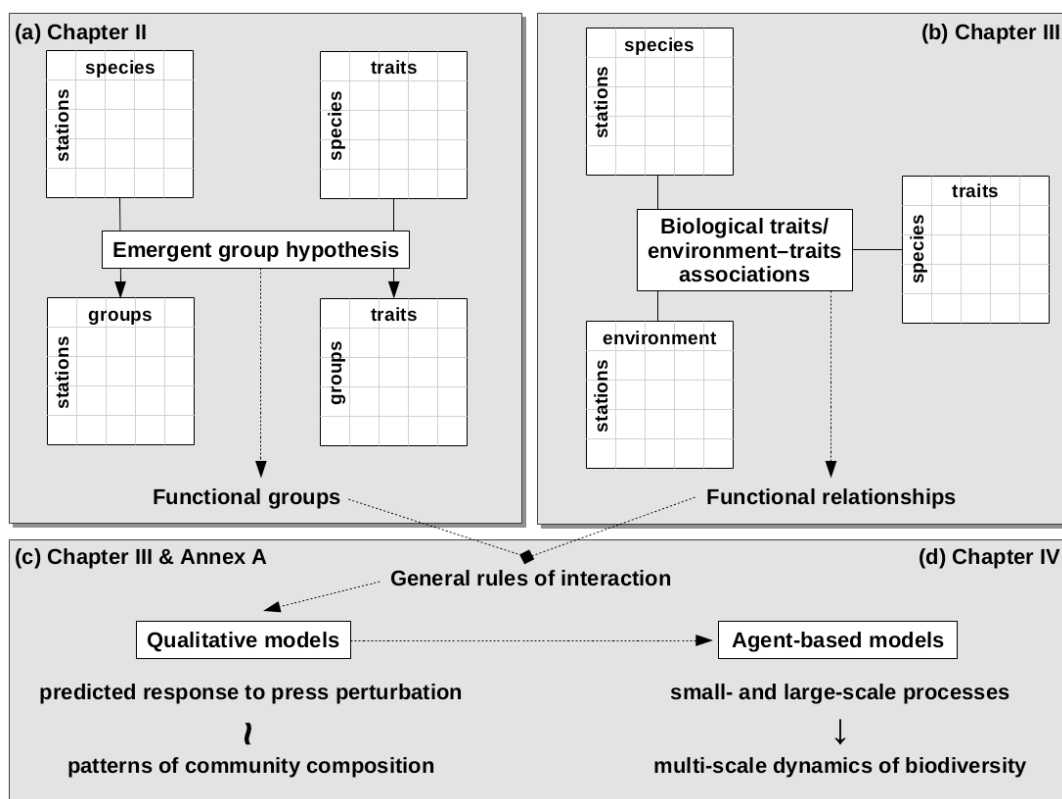 (a) Chapter II
species
stations
traits
species
Emergent group hypothesis
groups
stations
traits
groups
Functional groups
(b) Chapter III
species
stations
Biological traits/
environment–traits
associations
traits
species
environment
stations
Functional relationships
(c) Chapter III & Annex A
(d) Chapter IV
General rules of interaction
Qualitative models
Agent-based models
predicted response to press perturbation
small- and large-scale processes
~
↓
patterns of community composition
multi-scale dynamics of biodiversity